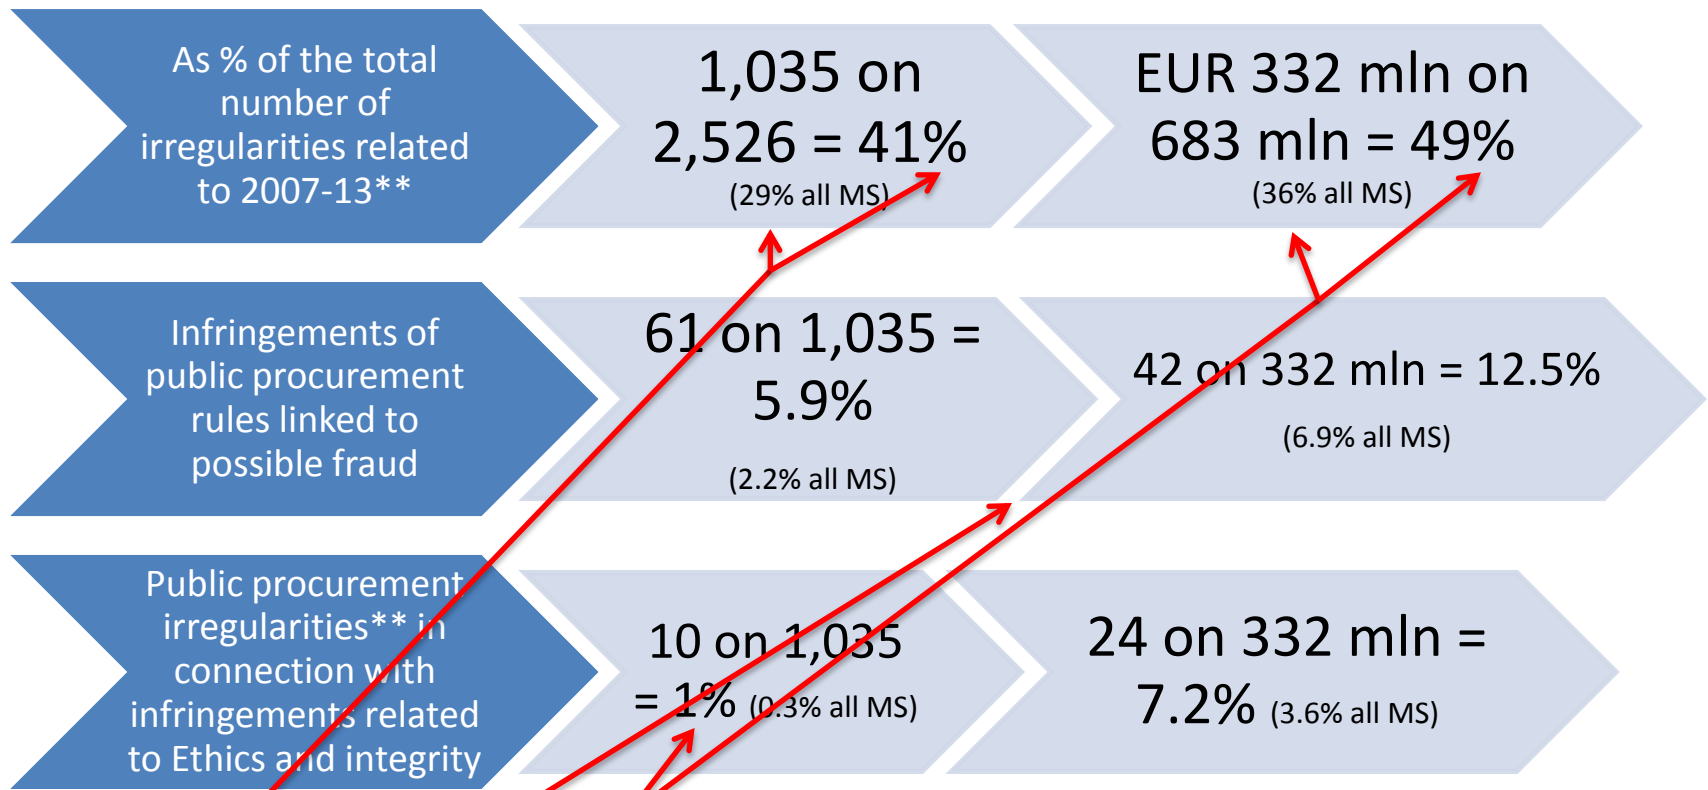 As % of the total
number of
irregularities related
to 2007-13**
1,035 on
2,526 = 41%
(29% all MS)
EUR 332 mln on
683 mln = 49%
(36% all MS)
Infringements of
public procurement
rules linked to
possible fraud
61 on 1,035 =
5.9%
(2.2% all MS)
42 on 332 mln = 12.5%
(6.9% all MS)
Public procurement
irregularities** in
connection with
infringements related
to Ethics and integrity
10 on 1,035
= 1% (0.3% all MS)
24 on 332 mln =
7.2% (3.6% all MS)